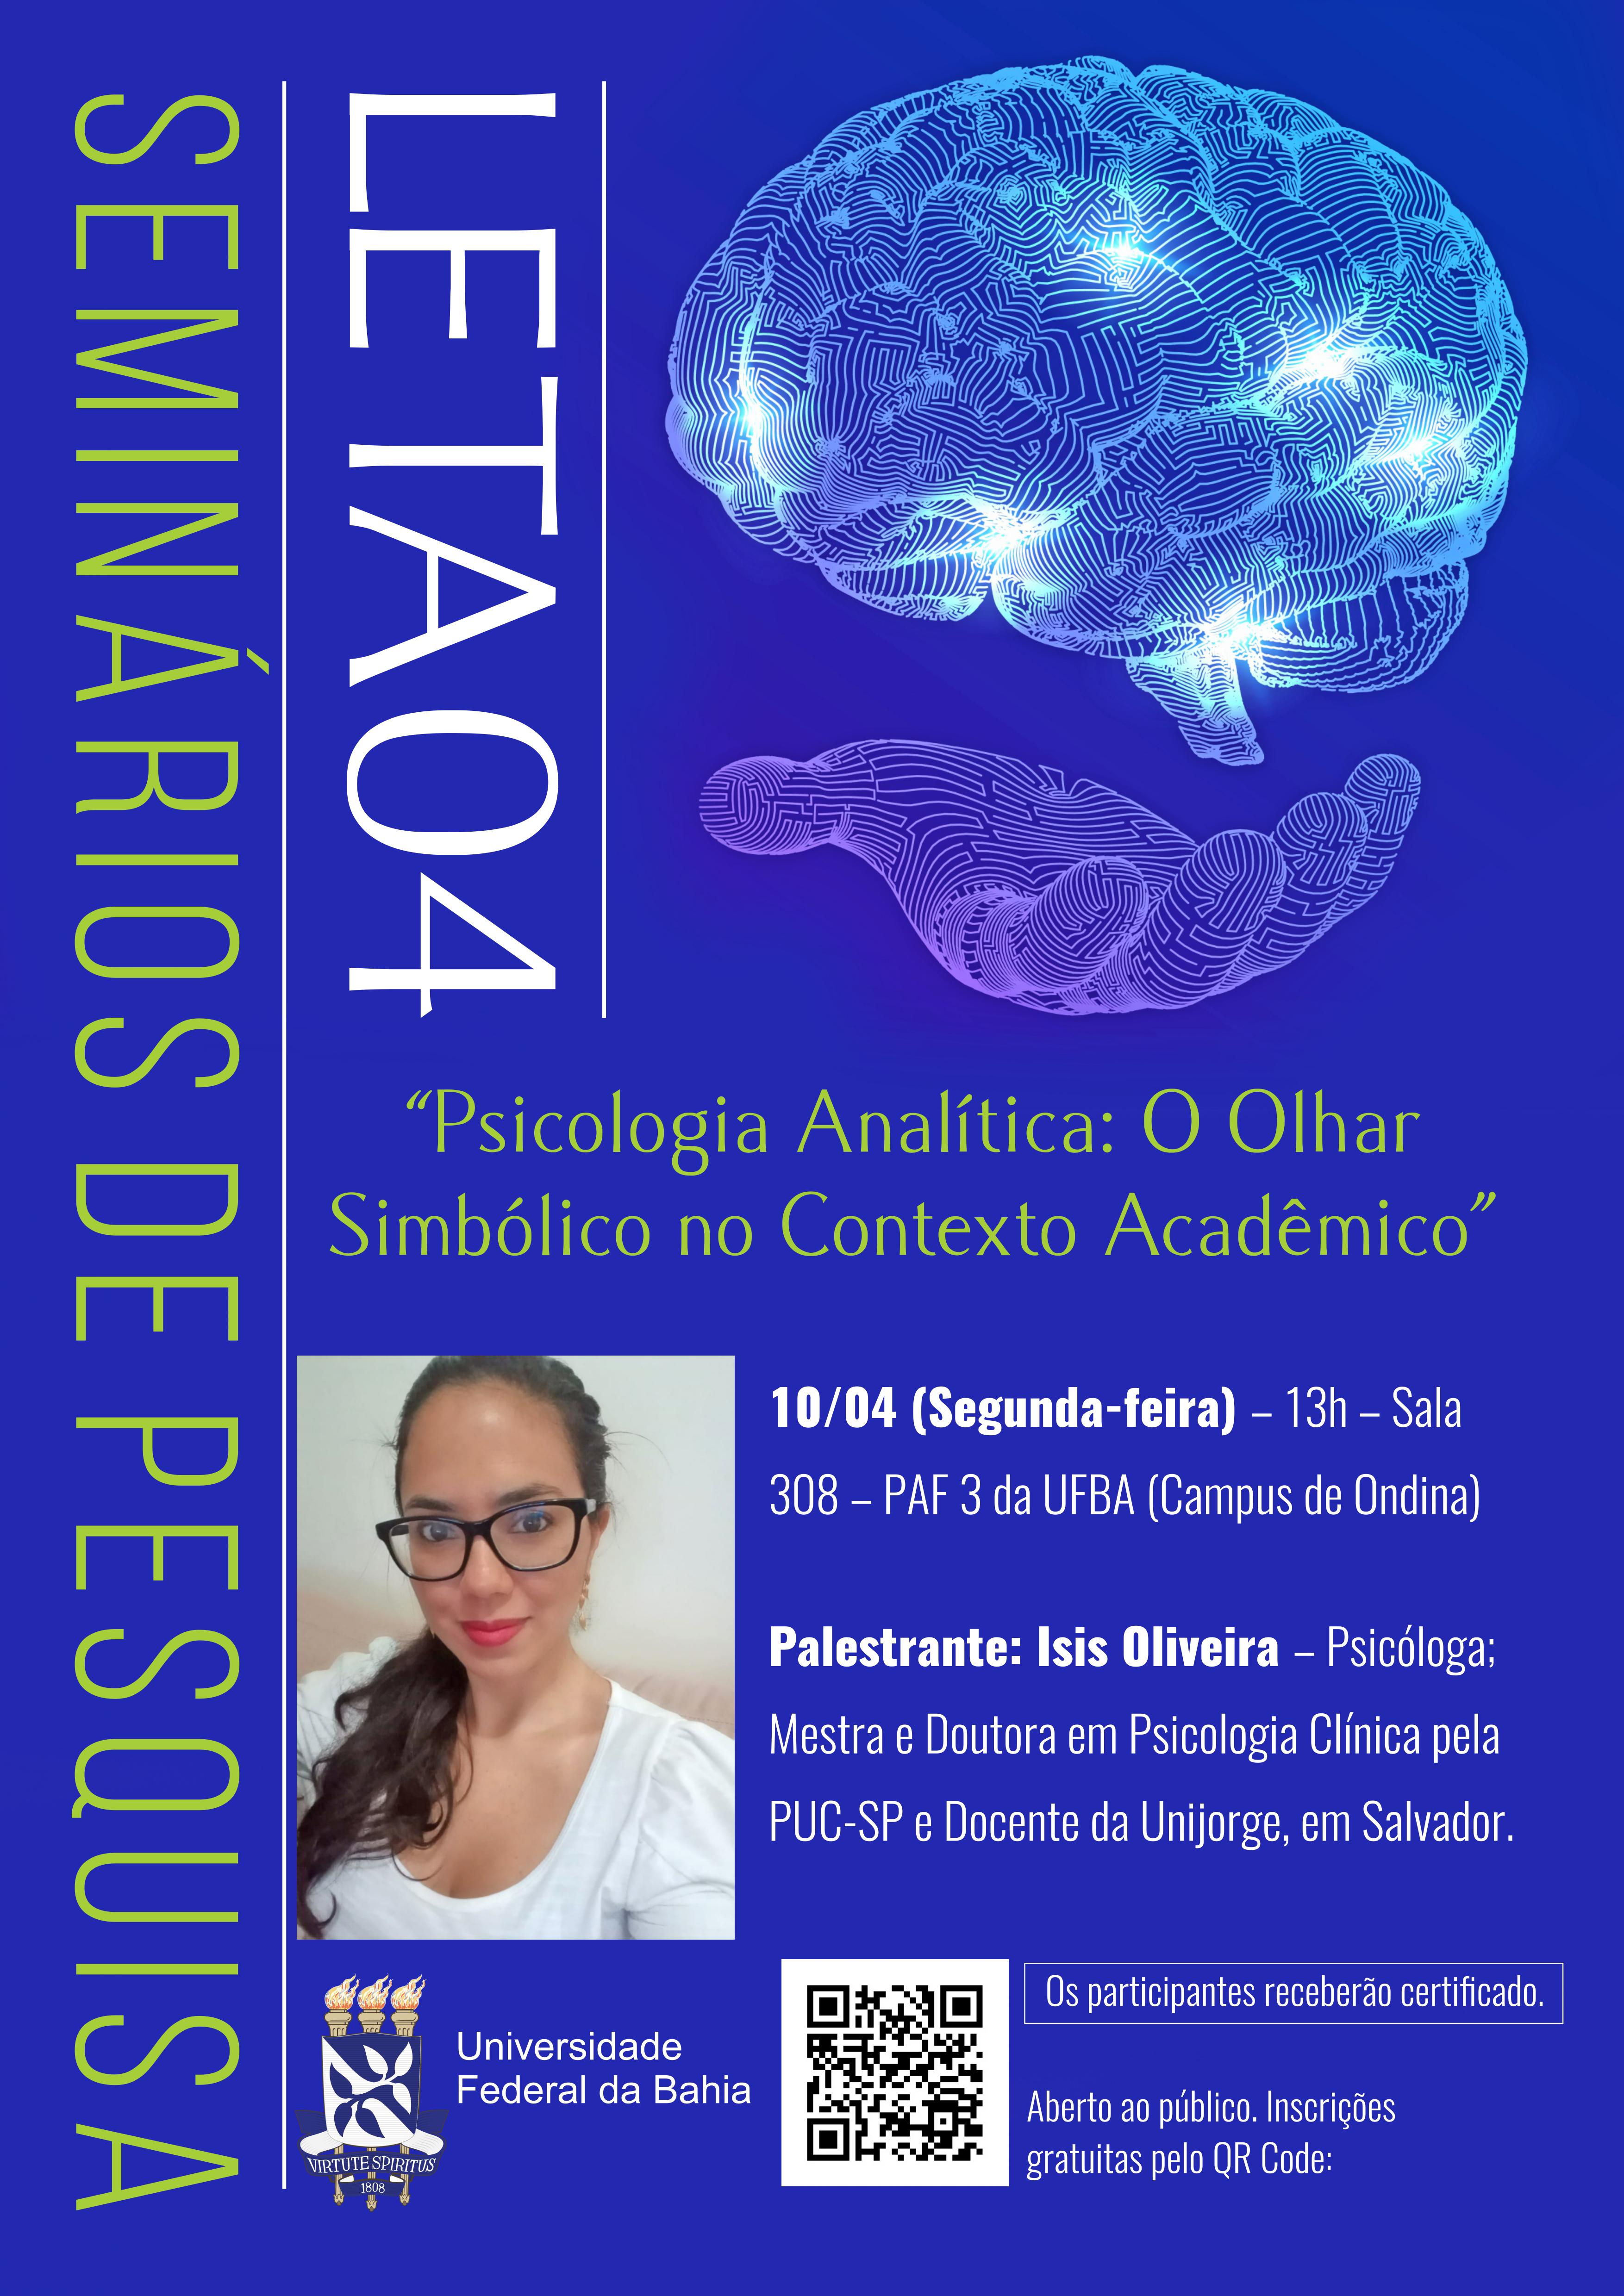 SEMINÁRIOS DE PESQUISA
LETA04
“Psicologia Analítica: O Olhar
Simbólico no Contexto Acadêmico”
10/04 (Segunda-feira) – 13h – Sala
308 – PAF 3 da UFBA (Campus de Ondina)
Palestrante: Isis Oliveira – Psicóloga;
Mestra e Doutora em Psicologia Clínica pela
PUC-SP e Docente da Unijorge, em Salvador.
Universidade
Federal da Bahia
VIRTUTE SPIRITUS
1808
Os participantes receberão certificado.
Aberto ao público. Inscrições
gratuitas pelo QR Code: